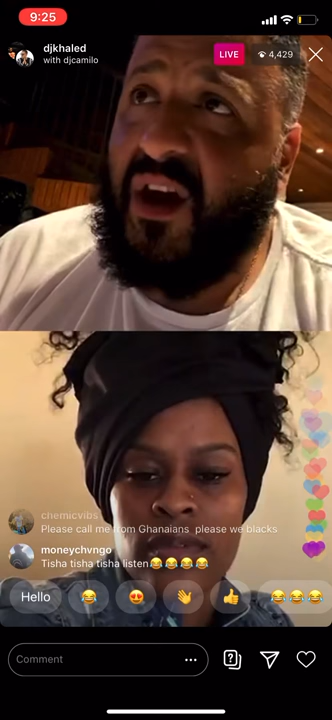 9:25
djkhaled
with djcamilo
LIVE
4,429
chemicvibs
Please call me from Ghanaians please we blacks
moneychvngo
Tisha tisha tisha listen😂😂😂😂
Hello 😂 😍 👋 👍 😂😂😂
Comment